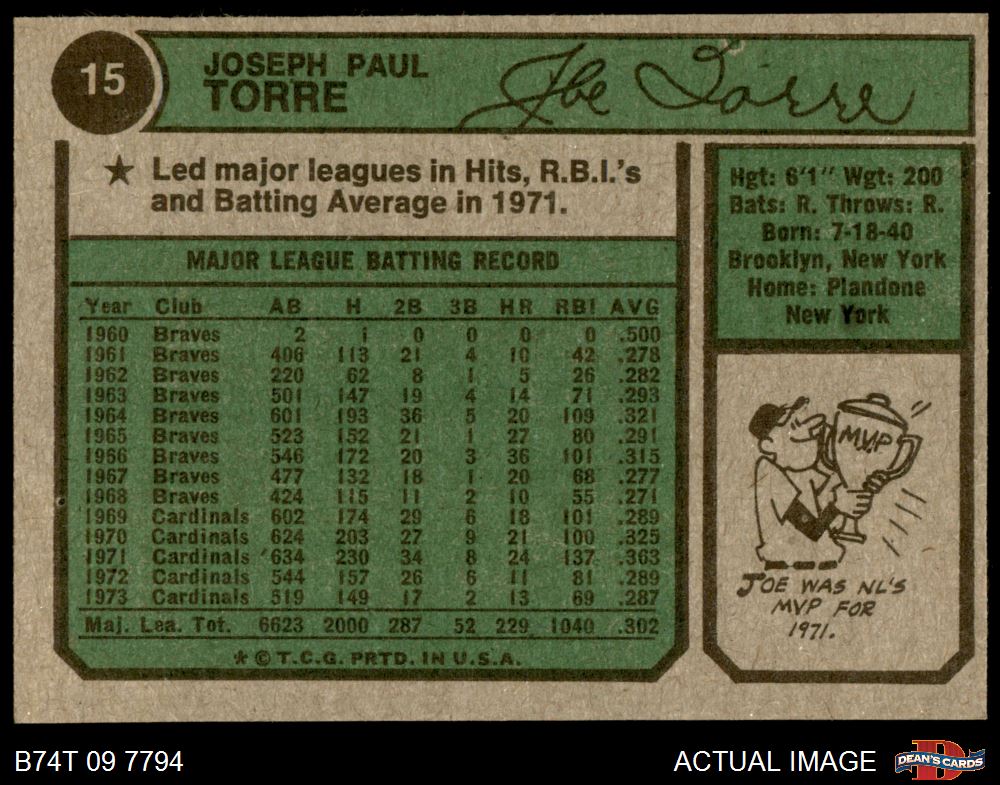 15
JOSEPH PAUL
TORRE
Joe Torre
★ Led major leagues in Hits, R.B.I.'s
and Batting Average in 1971.
MAJOR LEAGUE BATTING RECORD
Year Club AB H 2B 3B HR RBI AVG
1960 Braves 2 1 0 0 0 0 .500
1961 Braves 406 113 21 4 10 42 .278
1962 Braves 220 62 8 1 5 26 .282
1963 Braves 501 147 19 4 14 71 .293
1964 Braves 601 193 36 5 20 109 .321
1965 Braves 523 152 21 1 27 80 .291
1966 Braves 546 172 20 3 36 101 .315
1967 Braves 477 132 18 1 20 68 .277
1968 Braves 424 115 11 2 10 55 .271
1969 Cardinals 602 174 29 6 18 101 .289
1970 Cardinals 624 203 27 9 21 100 .325
1971 Cardinals 634 230 34 8 24 137 .363
1972 Cardinals 544 157 26 6 11 81 .289
1973 Cardinals 519 149 17 2 13 69 .287
Maj. Lea. Tot. 6623 2000 287 52 229 1040 .302
* © T.C.G. PRTD. IN U.S.A.
Hgt: 6'1" Wgt: 200
Bats: R. Throws: R.
Born: 7-18-40
Brooklyn, New York
Home: Plandone
New York
MVP
JOE WAS NL'S
MVP FOR
1971.
B74T 09 7794
ACTUAL IMAGE
DEAN'S CARDS